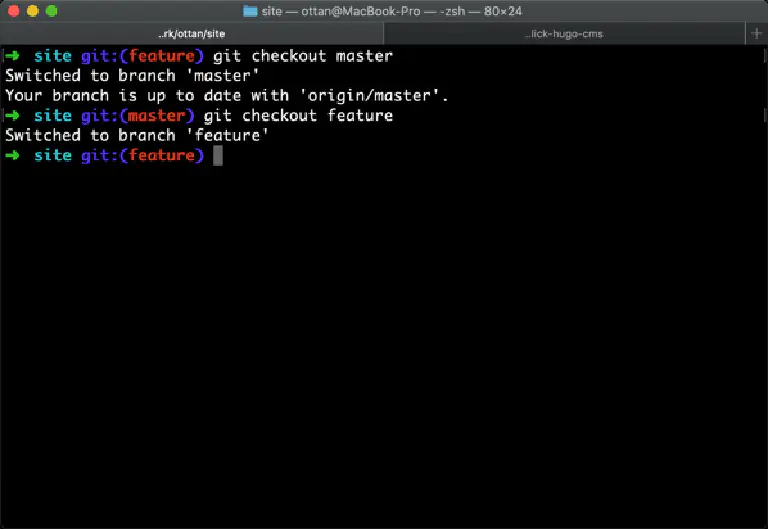 site — ottan@MacBook-Pro — -zsh — 80×24
..rk/ottan/site
..lick-hugo-cms
+
➜ site git:(feature) git checkout master
Switched to branch 'master'
Your branch is up to date with 'origin/master'.
➜ site git:(master) git checkout feature
Switched to branch 'feature'
➜ site git:(feature)